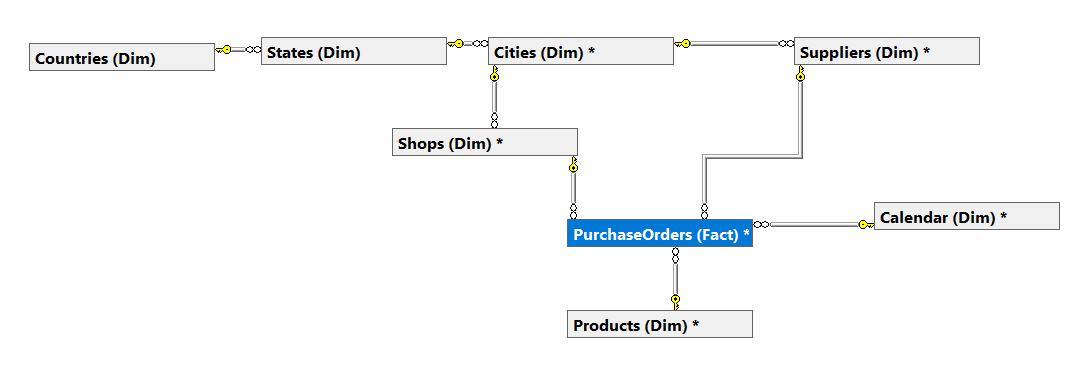 Countries (Dim)
States (Dim)
Cities (Dim) *
Suppliers (Dim) *
Shops (Dim) *
PurchaseOrders (Fact) *
Calendar (Dim) *
Products (Dim) *